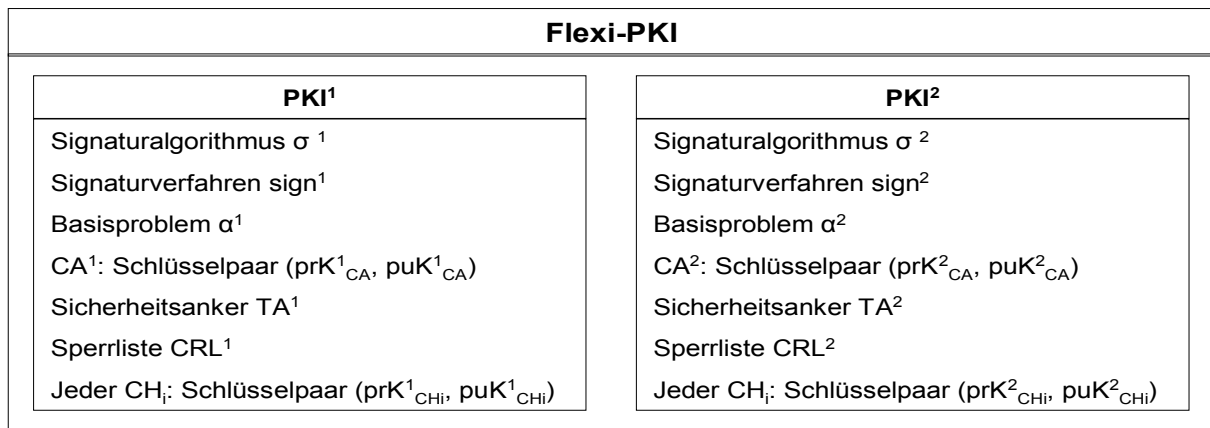 Flexi-PKI
PKI¹
Signaturalgorithmus σ ¹
Signaturverfahren sign¹
Basisproblem α¹
CA¹: Schlüsselpaar (prK¹CA, puK¹CA)
Sicherheitsanker TA¹
Sperrliste CRL¹
Jeder CHi: Schlüsselpaar (prK¹CHi, puK¹CHi)
PKI²
Signaturalgorithmus σ ²
Signaturverfahren sign²
Basisproblem α²
CA²: Schlüsselpaar (prK²CA, puK²CA)
Sicherheitsanker TA²
Sperrliste CRL²
Jeder CHi: Schlüsselpaar (prK²CHi, puK²CHi)